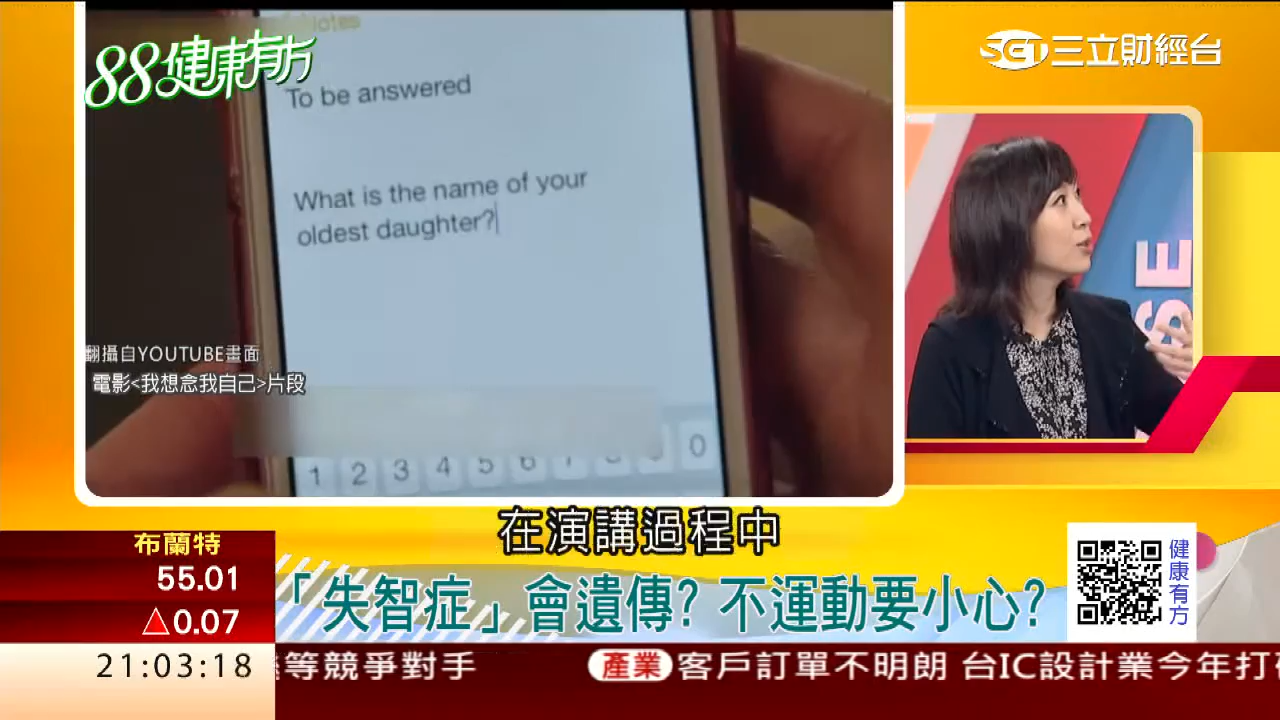 88健康有方
SET三立財經台
Notes
To be answered
What is the name of your
oldest daughter?
翻攝自YOUTUBE畫面
電影<我想念我自己>片段
1 2 3 4 5 6 7 8 9 0
SE
在演講過程中
「失智症」會遺傳?不運動要小心?
健康有方
布蘭特
55.01
△0.07
21:03:18
等競爭對手 產業 客戶訂單不明朗 台IC設計業今年打